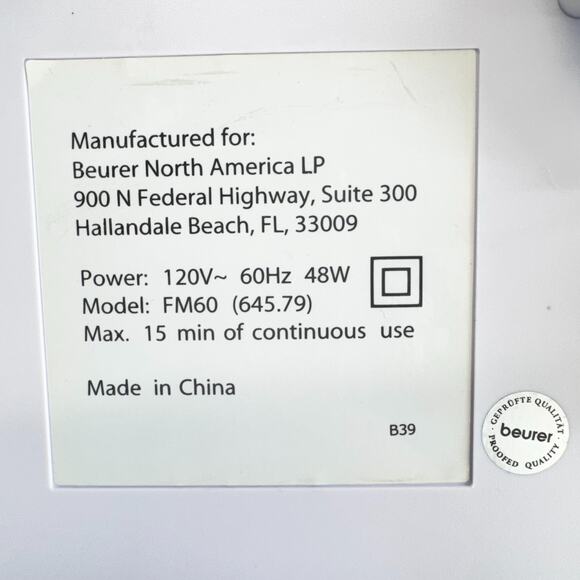 Manufactured for:
Beurer North America LP
900 N Federal Highway, Suite 300
Hallandale Beach, FL, 33009
Power: 120V~ 60Hz 48W
Model: FM60 (645.79)
Max. 15 min of continuous use
Made in China
B39
· GEPRÜFTE QUALITÄT ·
beurer
PROOFED QUALITY